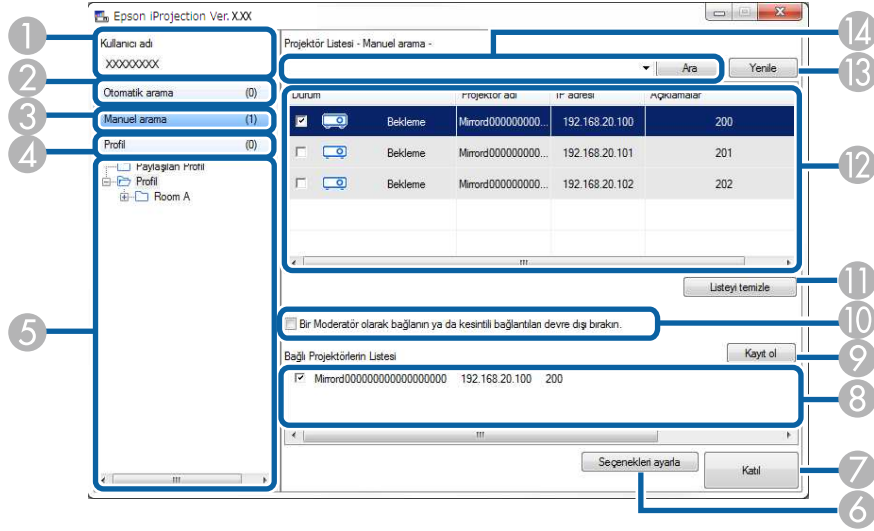 Epson iProjection Ver. X.XX
1
Kullanıcı adı
XXXXXXXX
2
Otomatik arama (0)
3
Manuel arama (1)
4
Profil (0)
5
Paylaşılan Profil
Profil
Room A
Projektör Listesi - Manuel arama -
14
Ara
Yenile
13
Durum Projektör adı IP adresi Açıklamalar
Bekleme Mirrord000000000... 192.168.20.100 200
Bekleme Mirrord000000000... 192.168.20.101 201
12
Bekleme Mirrord000000000... 192.168.20.102 202
Listeyi temizle
11
Bir Moderatör olarak bağlanın ya da kesintili bağlantıları devre dışı bırakın.
10
Bağlı Projektörlerin Listesi
Kayıt ol
9
Mirrord00000000000000000 192.168.20.100 200
8
Seçenekleri ayarla
Katıl
7
6